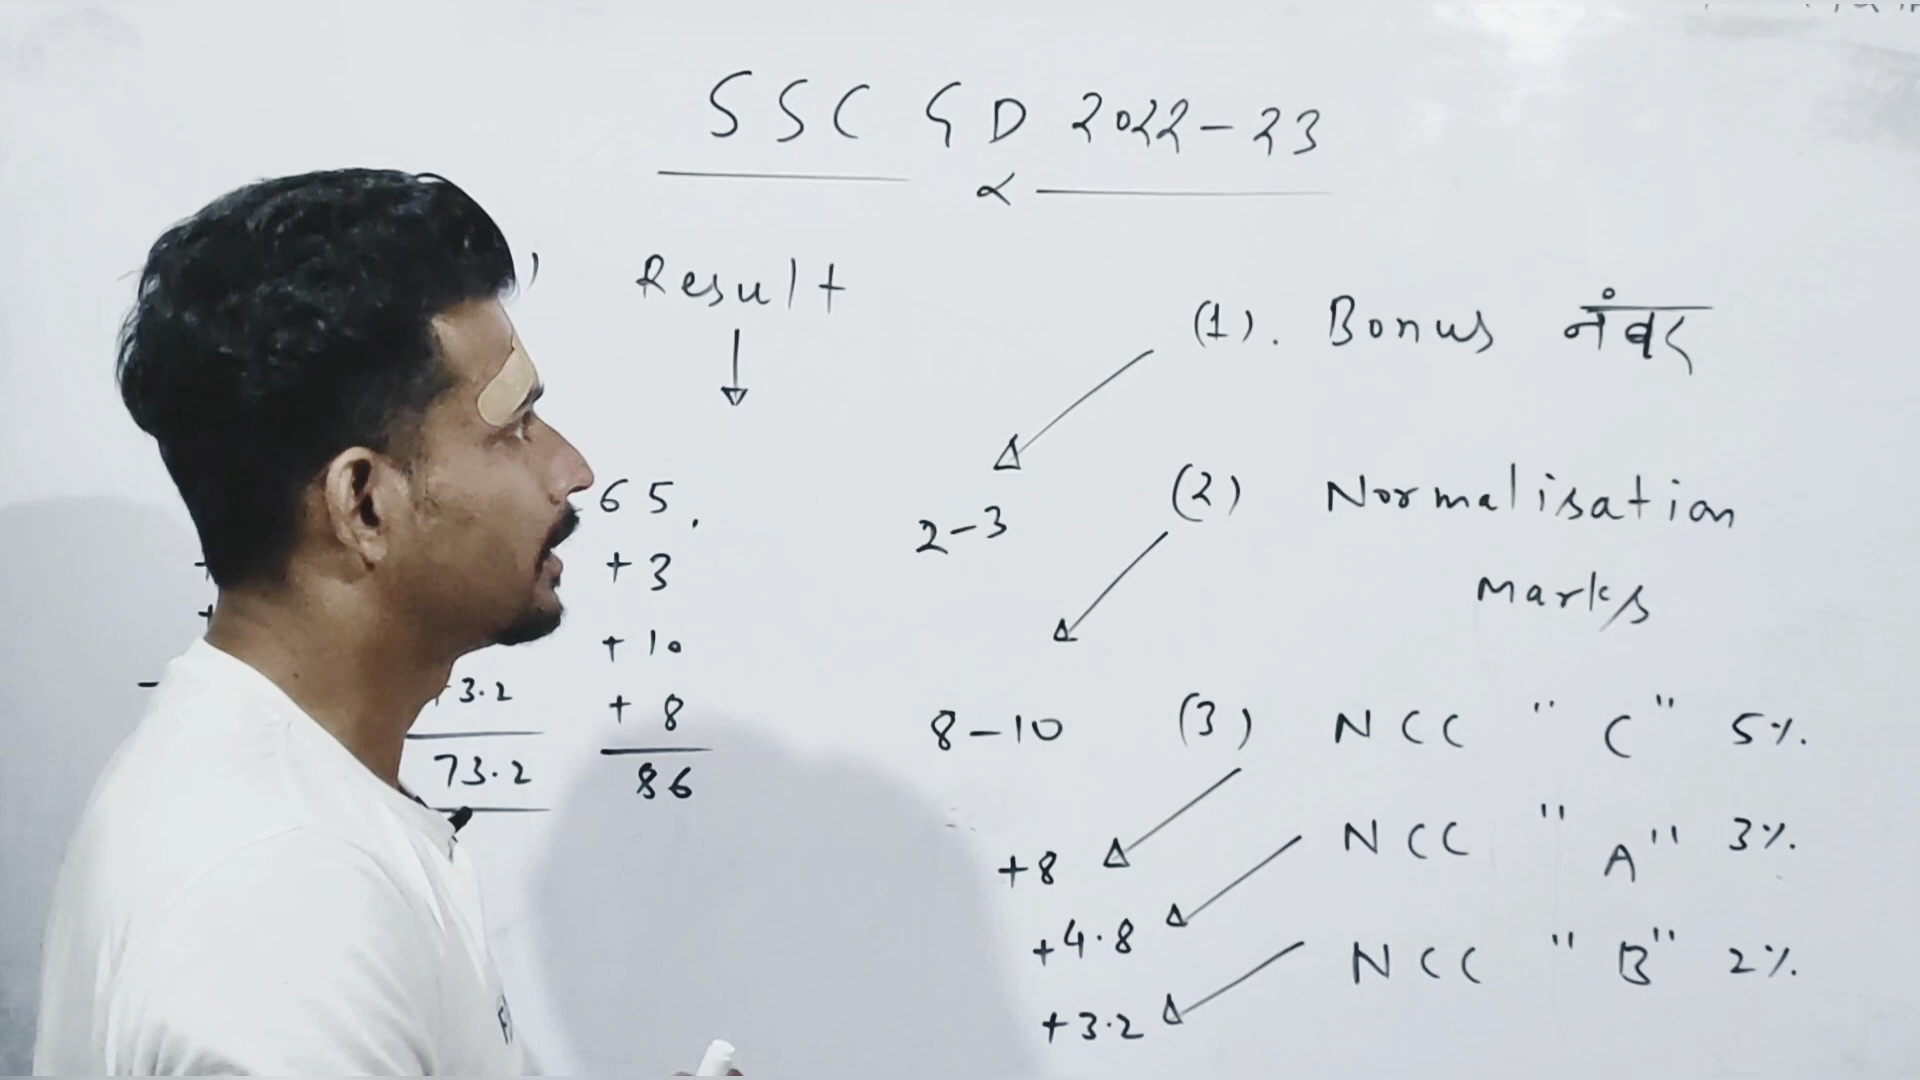 SSC GD 2022-23
Result
(1). Bonus नंबर
2-3
(2) Normalisation
Marks
8-10
(3) NCC "C" 5%.
+8
NCC "A" 3%.
+4.8
NCC "B" 2%.
+3.2
65.
+3
+10
+8
86
3.2
73.2